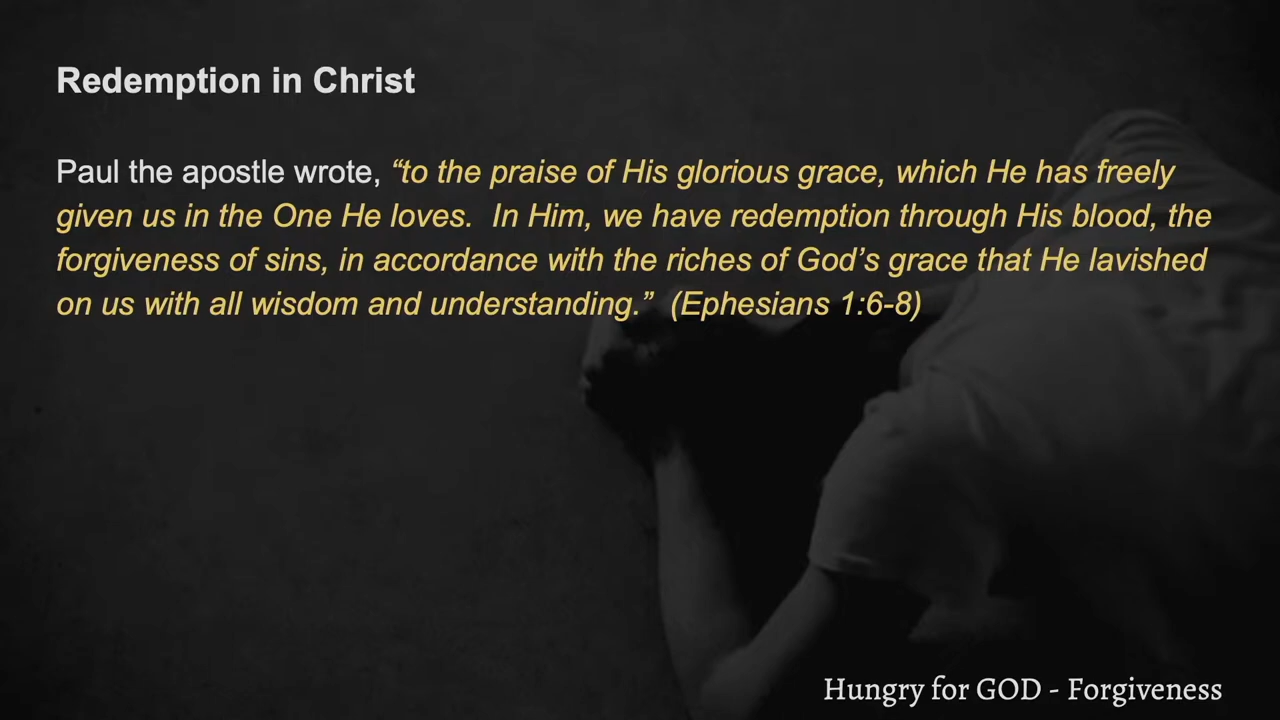 Redemption in Christ
Paul the apostle wrote, “to the praise of His glorious grace, which He has freely
given us in the One He loves.  In Him, we have redemption through His blood, the
forgiveness of sins, in accordance with the riches of God’s grace that He lavished
on us with all wisdom and understanding.”  (Ephesians 1:6-8)
Hungry for GOD - Forgiveness